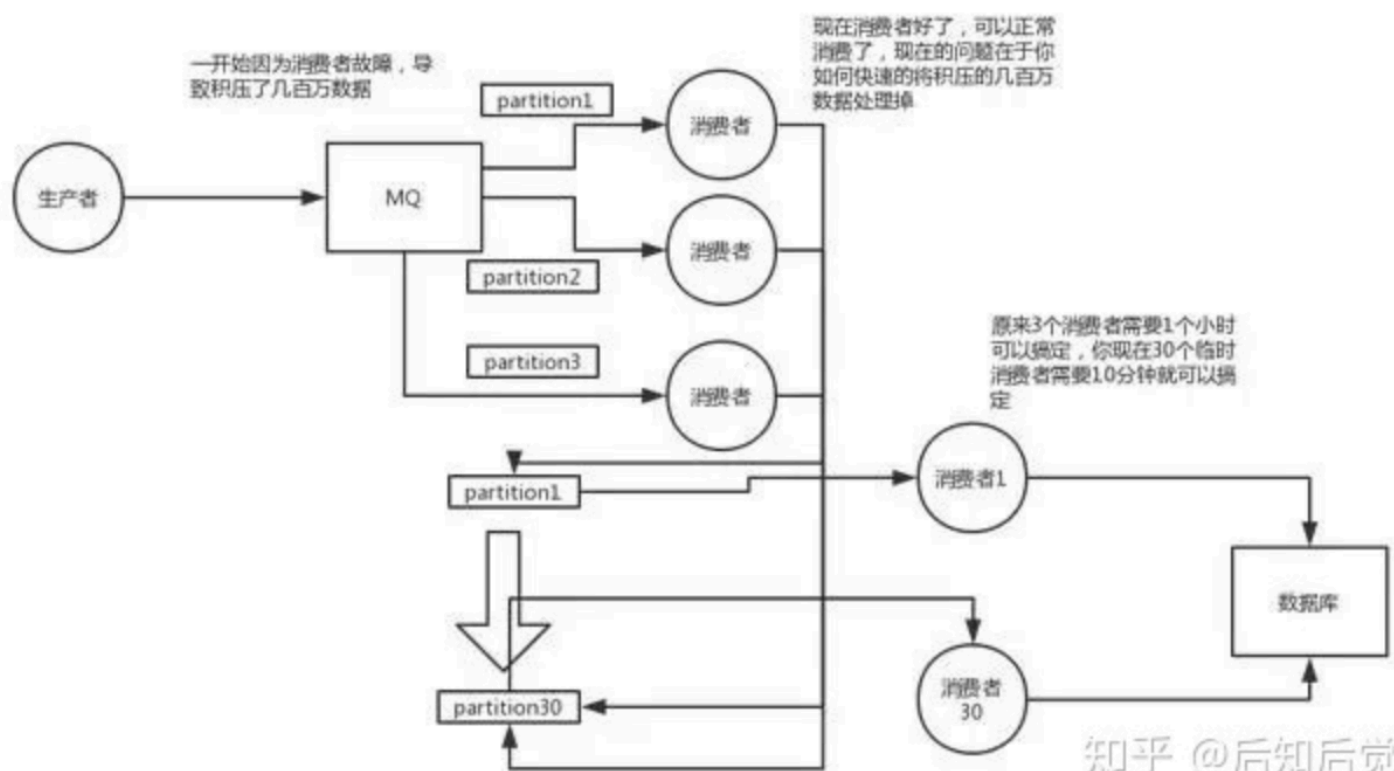 一开始因为消费者故障，导
致积压了几百万数据
现在消费者好了，可以正常
消费了，现在的问题在于你
如何快速的将积压的几百万
数据处理掉
partition1
消费者
生产者
MQ
消费者
partition2
原来3个消费者需要1个小时
可以搞定，你现在30个临时
消费者需要10分钟就可以搞
定
partition3
消费者
partition1
消费者1
数据库
消费者
30
partition30
知乎 @后知后觉